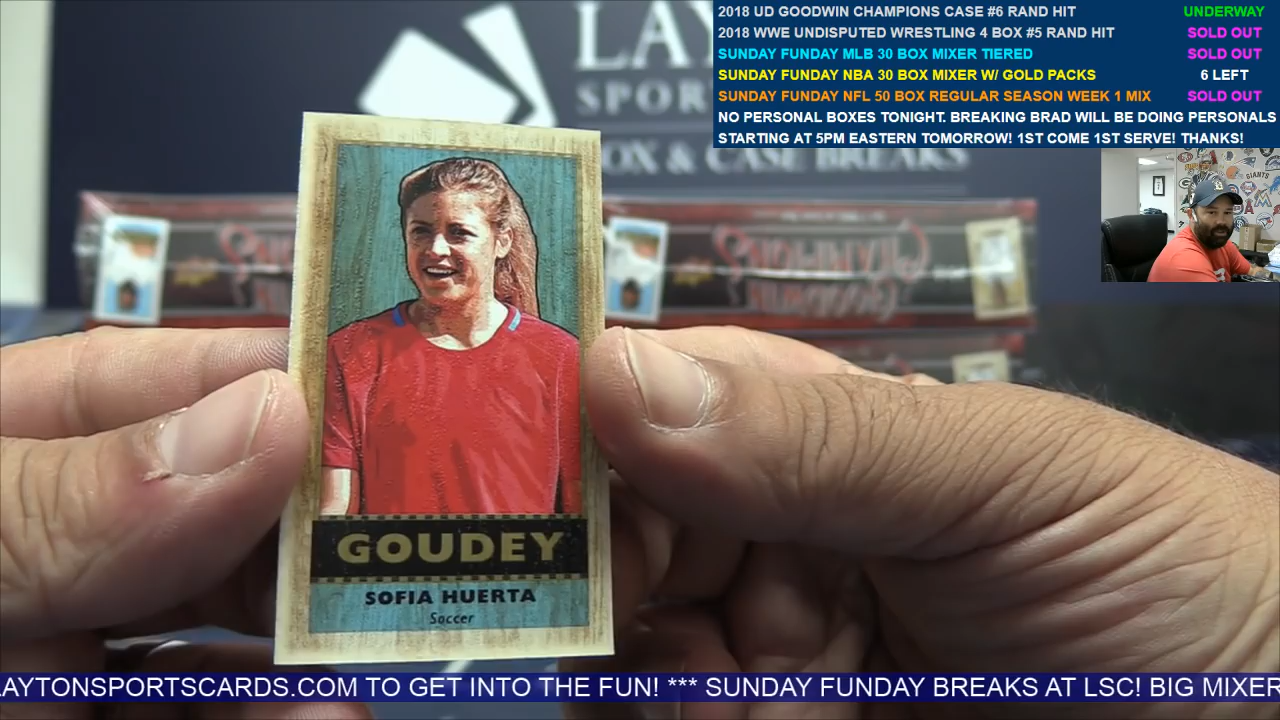 2018 UD GOODWIN CHAMPIONS CASE #6 RAND HIT UNDERWAY
2018 WWE UNDISPUTED WRESTLING 4 BOX #5 RAND HIT SOLD OUT
SUNDAY FUNDAY MLB 30 BOX MIXER TIERED SOLD OUT
SUNDAY FUNDAY NBA 30 BOX MIXER W/ GOLD PACKS 6 LEFT
SUNDAY FUNDAY NFL 50 BOX REGULAR SEASON WEEK 1 MIX SOLD OUT
NO PERSONAL BOXES TONIGHT. BREAKING BRAD WILL BE DOING PERSONALS
STARTING AT 5PM EASTERN TOMORROW! 1ST COME 1ST SERVE! THANKS!
LAY
SPOR
OX & CASE BREAKS
GIANTS
GOUDEY
SOFIA HUERTA
Soccer
AYTONSPORTSCARDS.COM TO GET INTO THE FUN! *** SUNDAY FUNDAY BREAKS AT LSC! BIG MIXER